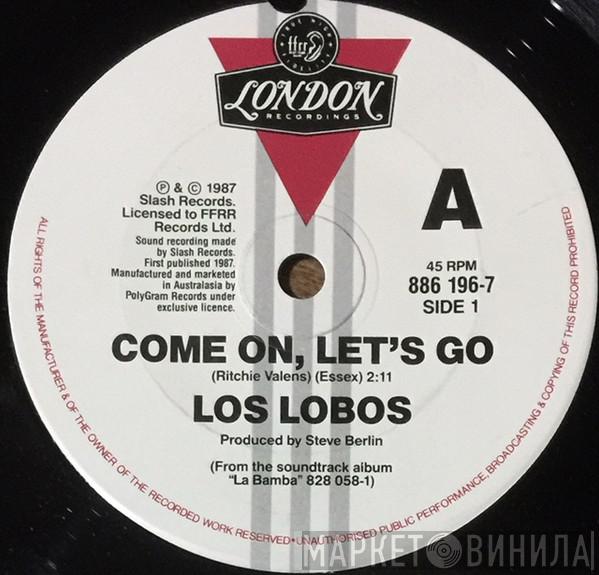 TRUE HIGH
ffrr
FIDELITY
LONDON
RECORDINGS
Ⓟ & © 1987
Slash Records.
Licensed to FFRR
Records Ltd.
Sound recording made
by Slash Records.
First published 1987.
Manufactured and marketed
in Australasia by
PolyGram Records under
exclusive licence.
A
45 RPM
886 196-7
SIDE 1
COME ON, LET'S GO
(Ritchie Valens) (Essex) 2:11
LOS LOBOS
Produced by Steve Berlin
(From the soundtrack album
"La Bamba" 828 058-1)
ALL RIGHTS OF THE MANUFACTURER & OF THE OWNER OF THE RECORDED WORK RESERVED•UNAUTHORISED PUBLIC PERFORMANCE, BROADCASTING & COPYING OF THIS RECORD PROHIBITED
МАРКЕТ ВИНИЛА